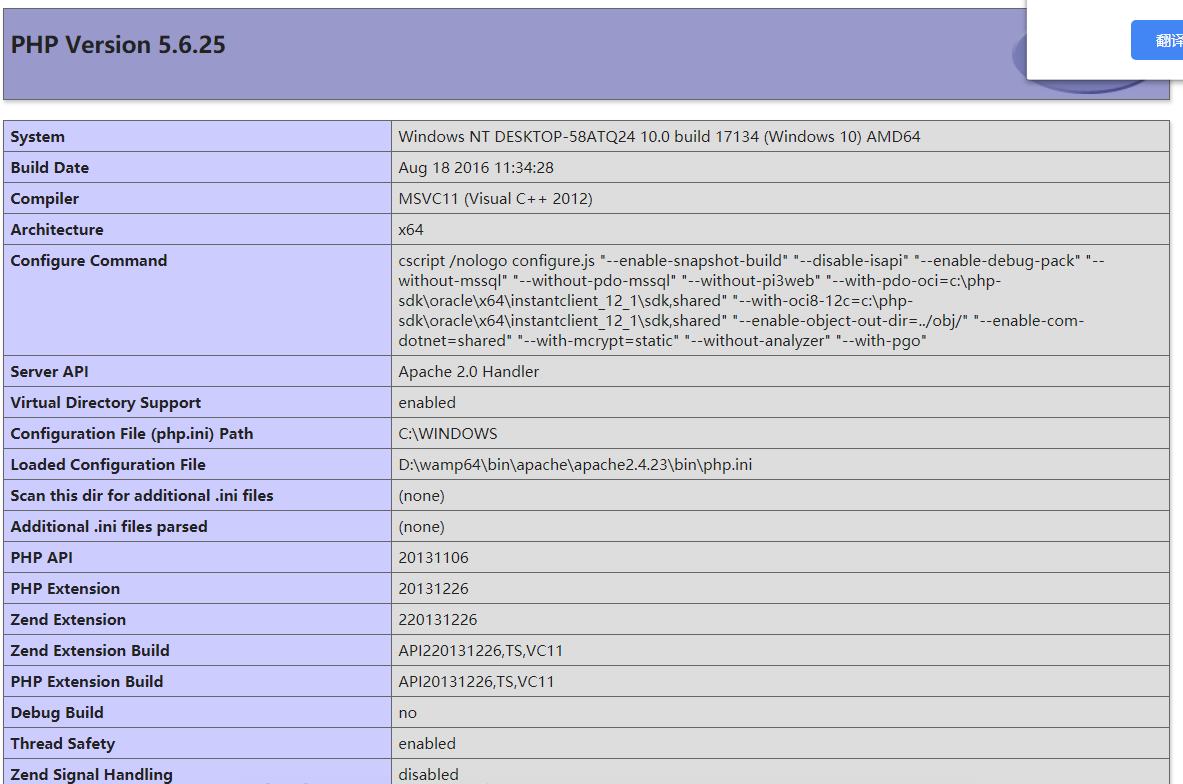 PHP Version 5.6.25
翻译
System Windows NT DESKTOP-58ATQ24 10.0 build 17134 (Windows 10) AMD64
Build Date Aug 18 2016 11:34:28
Compiler MSVC11 (Visual C++ 2012)
Architecture x64
Configure Command cscript /nologo configure.js "--enable-snapshot-build" "--disable-isapi" "--enable-debug-pack" "--
without-mssql" "--without-pdo-mssql" "--without-pi3web" "--with-pdo-oci=c:\php-
sdk\oracle\x64\instantclient_12_1\sdk,shared" "--with-oci8-12c=c:\php-
sdk\oracle\x64\instantclient_12_1\sdk,shared" "--enable-object-out-dir=../obj/" "--enable-com-
dotnet=shared" "--with-mcrypt=static" "--without-analyzer" "--with-pgo"
Server API Apache 2.0 Handler
Virtual Directory Support enabled
Configuration File (php.ini) Path C:\WINDOWS
Loaded Configuration File D:\wamp64\bin\apache\apache2.4.23\bin\php.ini
Scan this dir for additional .ini files (none)
Additional .ini files parsed (none)
PHP API 20131106
PHP Extension 20131226
Zend Extension 220131226
Zend Extension Build API220131226,TS,VC11
PHP Extension Build API20131226,TS,VC11
Debug Build no
Thread Safety enabled
Zend Signal Handling disabled